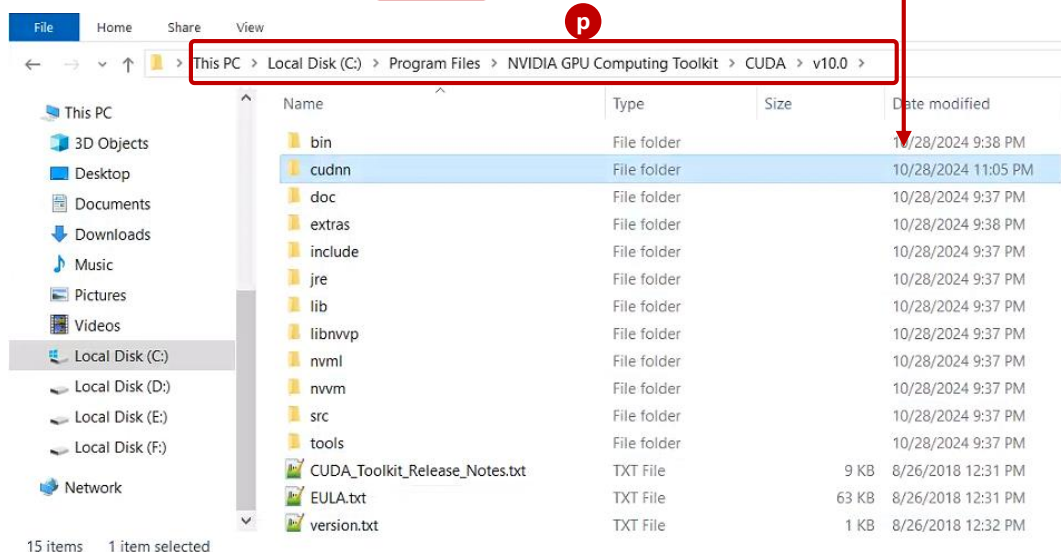 p
File Home Share View
This PC > Local Disk (C:) > Program Files > NVIDIA GPU Computing Toolkit > CUDA > v10.0 >
Name Type Size Date modified
This PC
3D Objects
Desktop
Documents
Downloads
Music
Pictures
Videos
Local Disk (C:)
Local Disk (D:)
Local Disk (E:)
Local Disk (F:)
Network
bin File folder 10/28/2024 9:38 PM
cudnn File folder 10/28/2024 11:05 PM
doc File folder 10/28/2024 9:37 PM
extras File folder 10/28/2024 9:38 PM
include File folder 10/28/2024 9:37 PM
jre File folder 10/28/2024 9:37 PM
lib File folder 10/28/2024 9:37 PM
libnvvp File folder 10/28/2024 9:37 PM
nvml File folder 10/28/2024 9:37 PM
nvvm File folder 10/28/2024 9:37 PM
src File folder 10/28/2024 9:37 PM
tools File folder 10/28/2024 9:37 PM
CUDA_Toolkit_Release_Notes.txt TXT File 9 KB 8/26/2018 12:31 PM
EULA.txt TXT File 63 KB 8/26/2018 12:31 PM
version.txt TXT File 1 KB 8/26/2018 12:32 PM
15 items 1 item selected